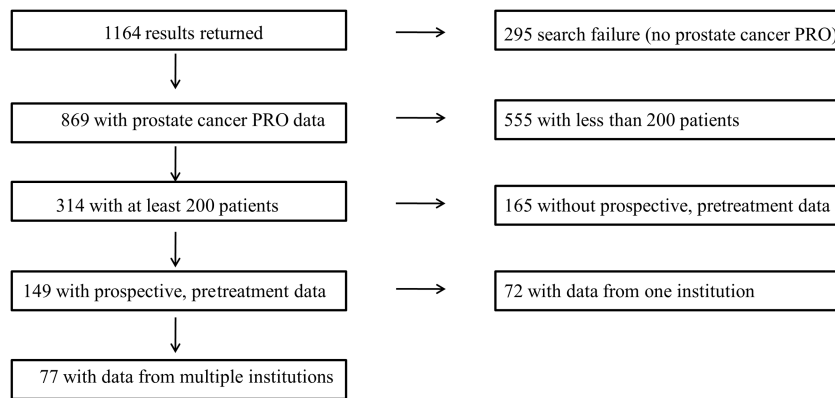 1164 results returned
295 search failure (no prostate cancer PRO)
869 with prostate cancer PRO data
555 with less than 200 patients
314 with at least 200 patients
165 without prospective, pretreatment data
149 with prospective, pretreatment data
72 with data from one institution
77 with data from multiple institutions